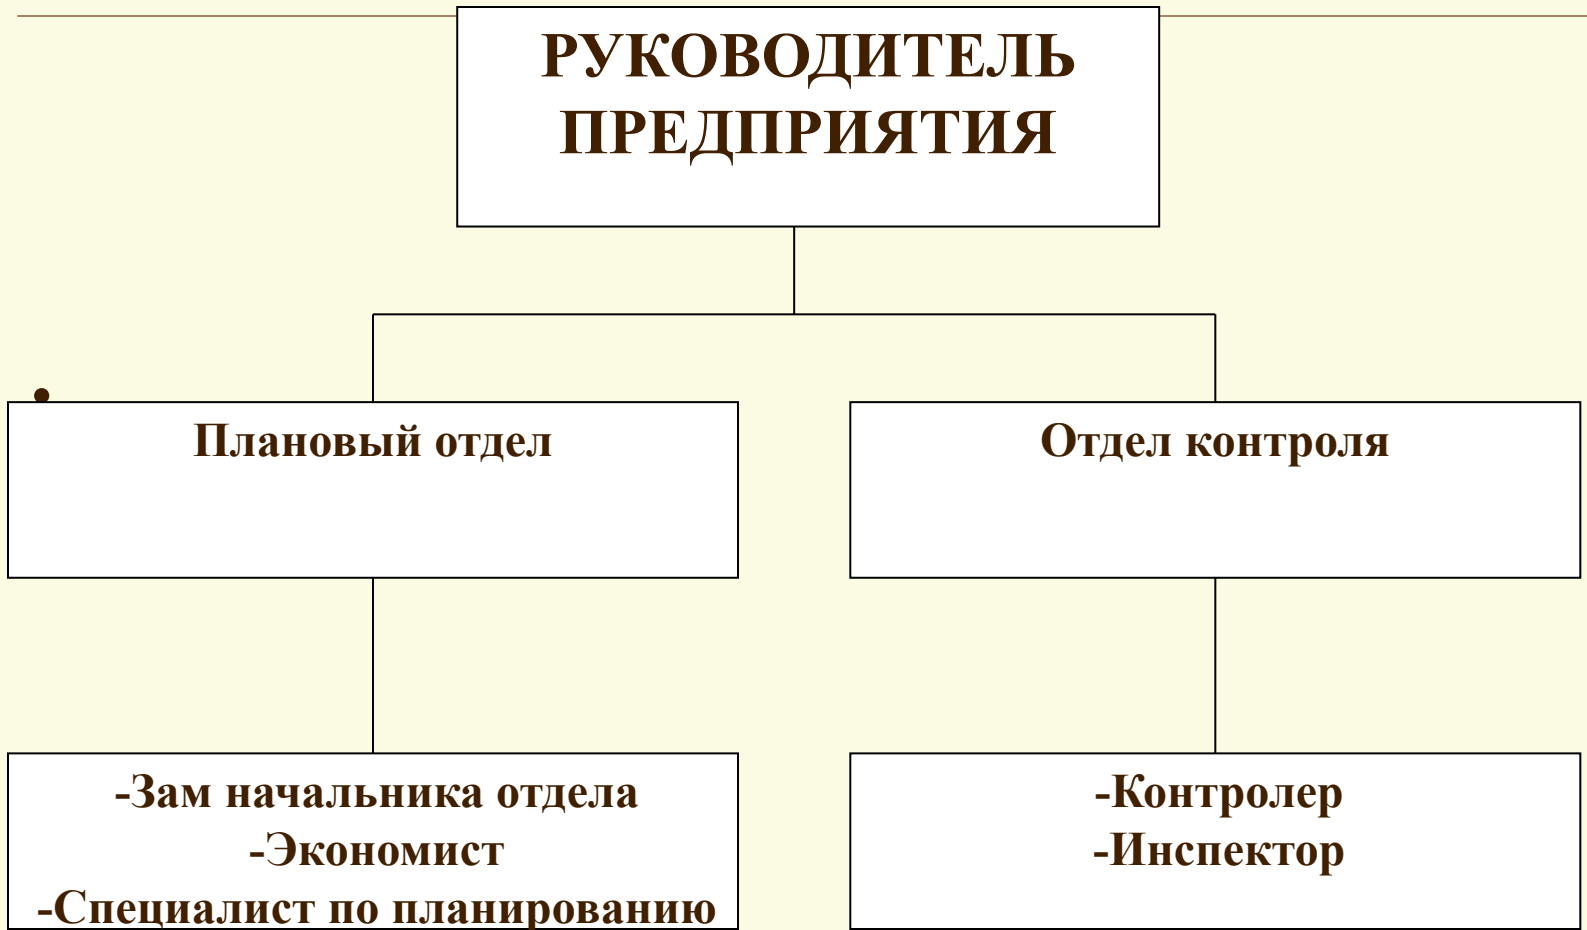 РУКОВОДИТЕЛЬ
ПРЕДПРИЯТИЯ
Плановый отдел
Отдел контроля
-Зам начальника отдела
-Экономист
-Специалист по планированию
-Контролер
-Инспектор